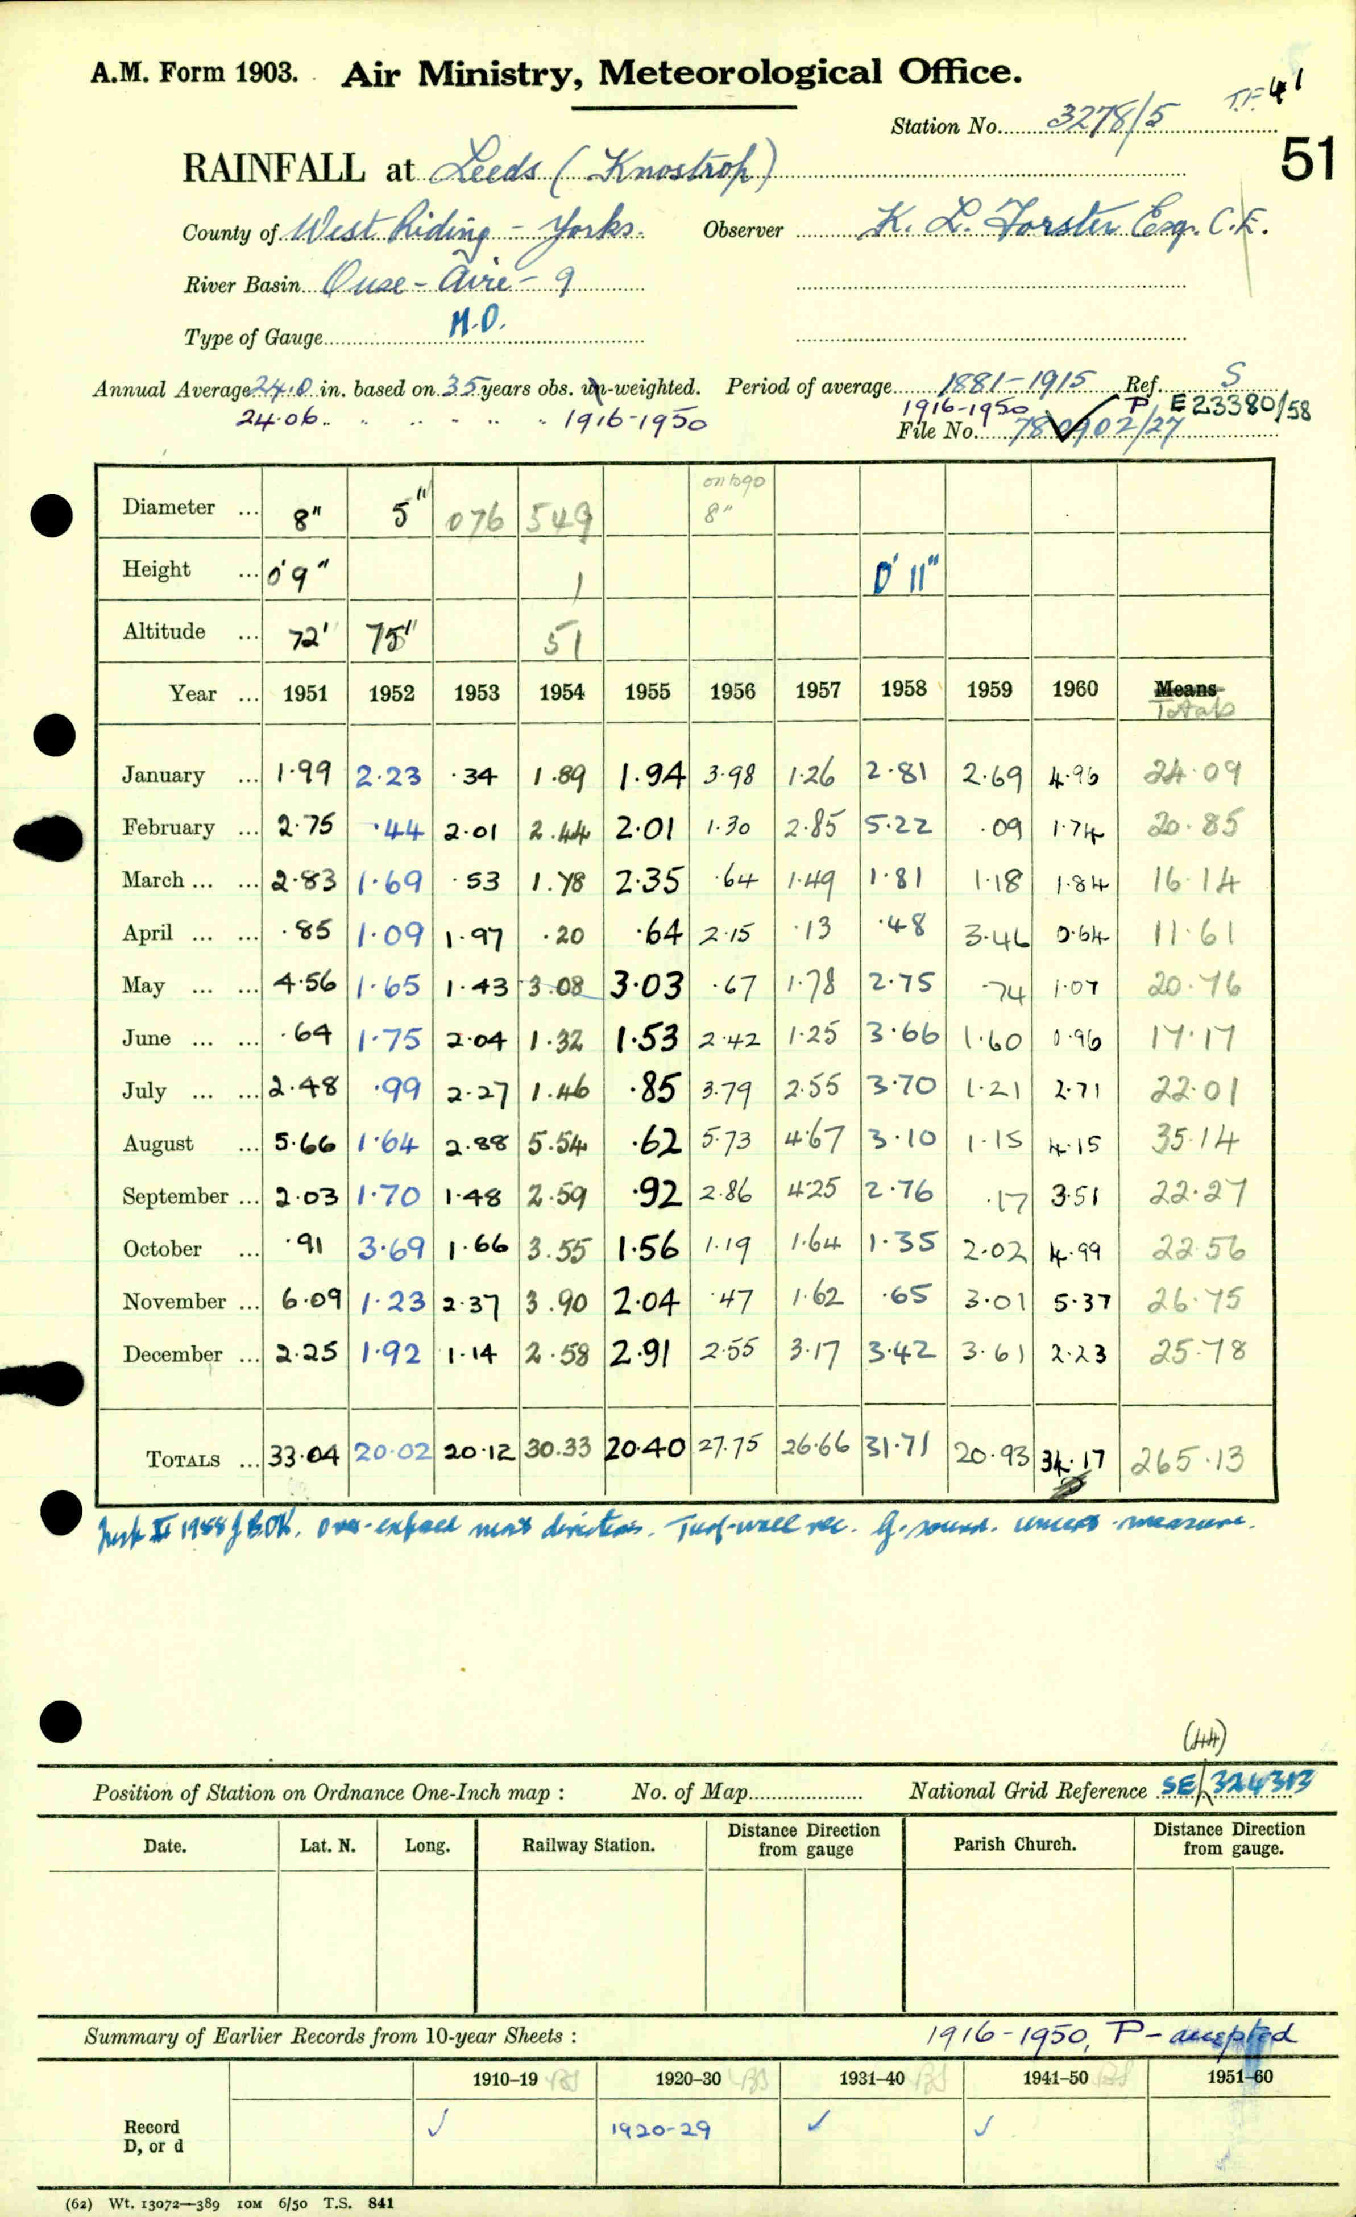 A.M. Form 1903. Air Ministry, Meteorological Office.
T.F. 41
Station No. 3278/5
51
RAINFALL at Leeds (Knostrop)
County of West Riding - Yorks. Observer K. L. Forster Esq. C.E.
River Basin Ouse - Aire - 9
Type of Gauge M.O.
Annual Average 24.0 in. based on 35 years obs. un-weighted. Period of average 1881-1915 Ref. S
24.06 .. .. .. .. .. 1916-1950 1916-1950 P E23380/58
File No. 780902/27
Diameter ... 8" 5" 076 549 8"
Height ... 0'9" 1 0' 11"
Altitude ... 72' 75" 51
Year ... 1951 1952 1953 1954 1955 1956 1957 1958 1959 1960 Means
Totals
January ... 1.99 2.23 .34 1.89 1.94 3.98 1.26 2.81 2.69 4.96 24.09
February ... 2.75 .44 2.01 2.44 2.01 1.30 2.85 5.22 .09 1.74 20.85
March ... ... 2.83 1.69 .53 1.78 2.35 .64 1.49 1.81 1.18 1.84 16.14
April ... ... .85 1.09 1.97 .20 .64 2.15 .13 .48 3.46 0.64 11.61
May ... ... 4.56 1.65 1.43 3.08 3.03 .67 1.78 2.75 .74 1.07 20.76
June ... ... .64 1.75 2.04 1.32 1.53 2.42 1.25 3.66 1.60 0.96 17.17
July ... ... 2.48 .99 2.27 1.46 .85 3.79 2.55 3.70 1.21 2.71 22.01
August ... 5.66 1.64 2.88 5.54 .62 5.73 4.67 3.10 1.15 4.15 35.14
September ... 2.03 1.70 1.48 2.59 .92 2.86 4.25 2.76 .17 3.51 22.27
October ... .91 3.69 1.66 3.55 1.56 1.19 1.64 1.35 2.02 4.99 22.56
November ... 6.09 1.23 2.37 3.90 2.04 .47 1.62 .65 3.01 5.37 26.75
December ... 2.25 1.92 1.14 2.58 2.91 2.55 3.17 3.42 3.61 2.23 25.78
TOTALS ... 33.04 20.02 20.12 30.33 20.40 27.75 26.66 31.71 20.93 34.17 265.13
Over-exposed most directions. Turf-wall rec. G. sound. measure.
(44)
Position of Station on Ordnance One-Inch map : No. of Map National Grid Reference SE 324313
Date. Lat. N. Long. Railway Station. Distance from Direction gauge Parish Church. Distance from Direction gauge.
Summary of Earlier Records from 10-year Sheets : 1916-1950, P - accepted
1910-19 1920-30 1931-40 1941-50 1951-60
Record
D, or d ✓ 1920-29 ✓ ✓
(62) Wt. 13072—389 10M 6/50 T.S. 841